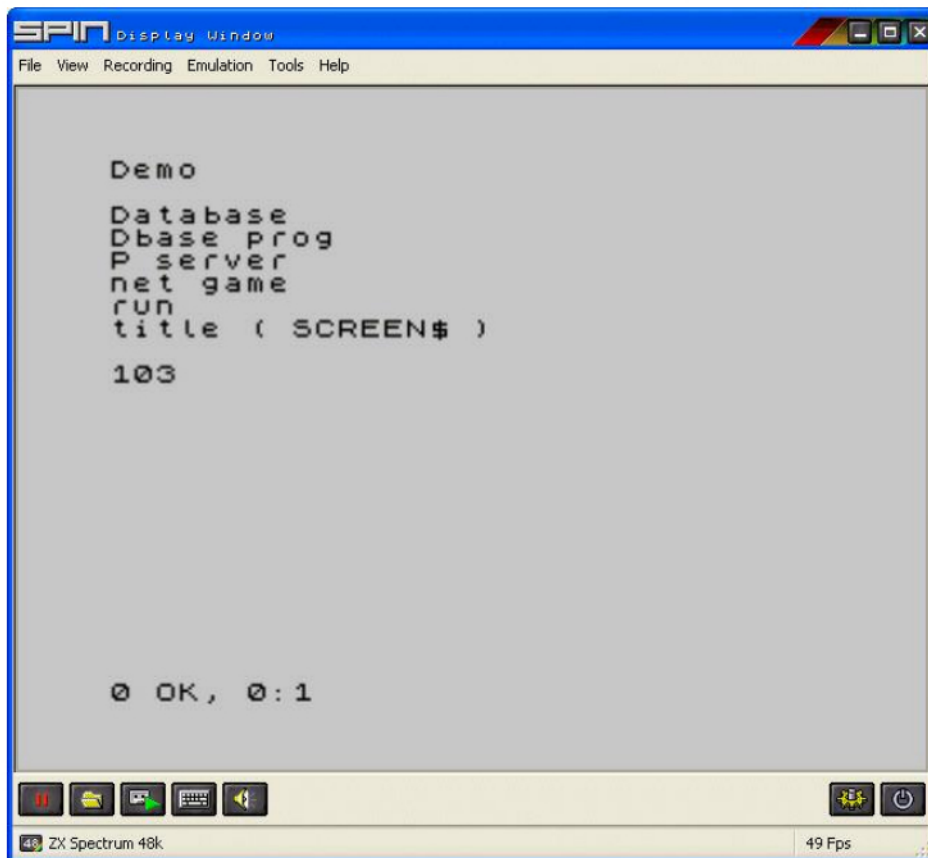 SPIN Display Window
File View Recording Emulation Tools Help
Demo
Database
Dbase prog
P server
net game
run
title ( SCREEN$ )
103
0 OK, 0:1
48 ZX Spectrum 48k 49 Fps